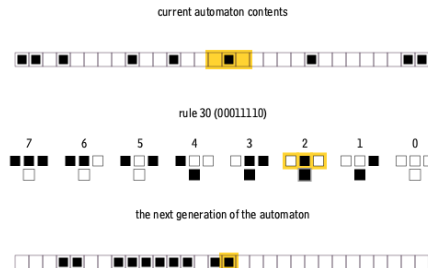 current automaton contents
rule 30 (00011110)
7 6 5 4 3 2 1 0
the next generation of the automaton